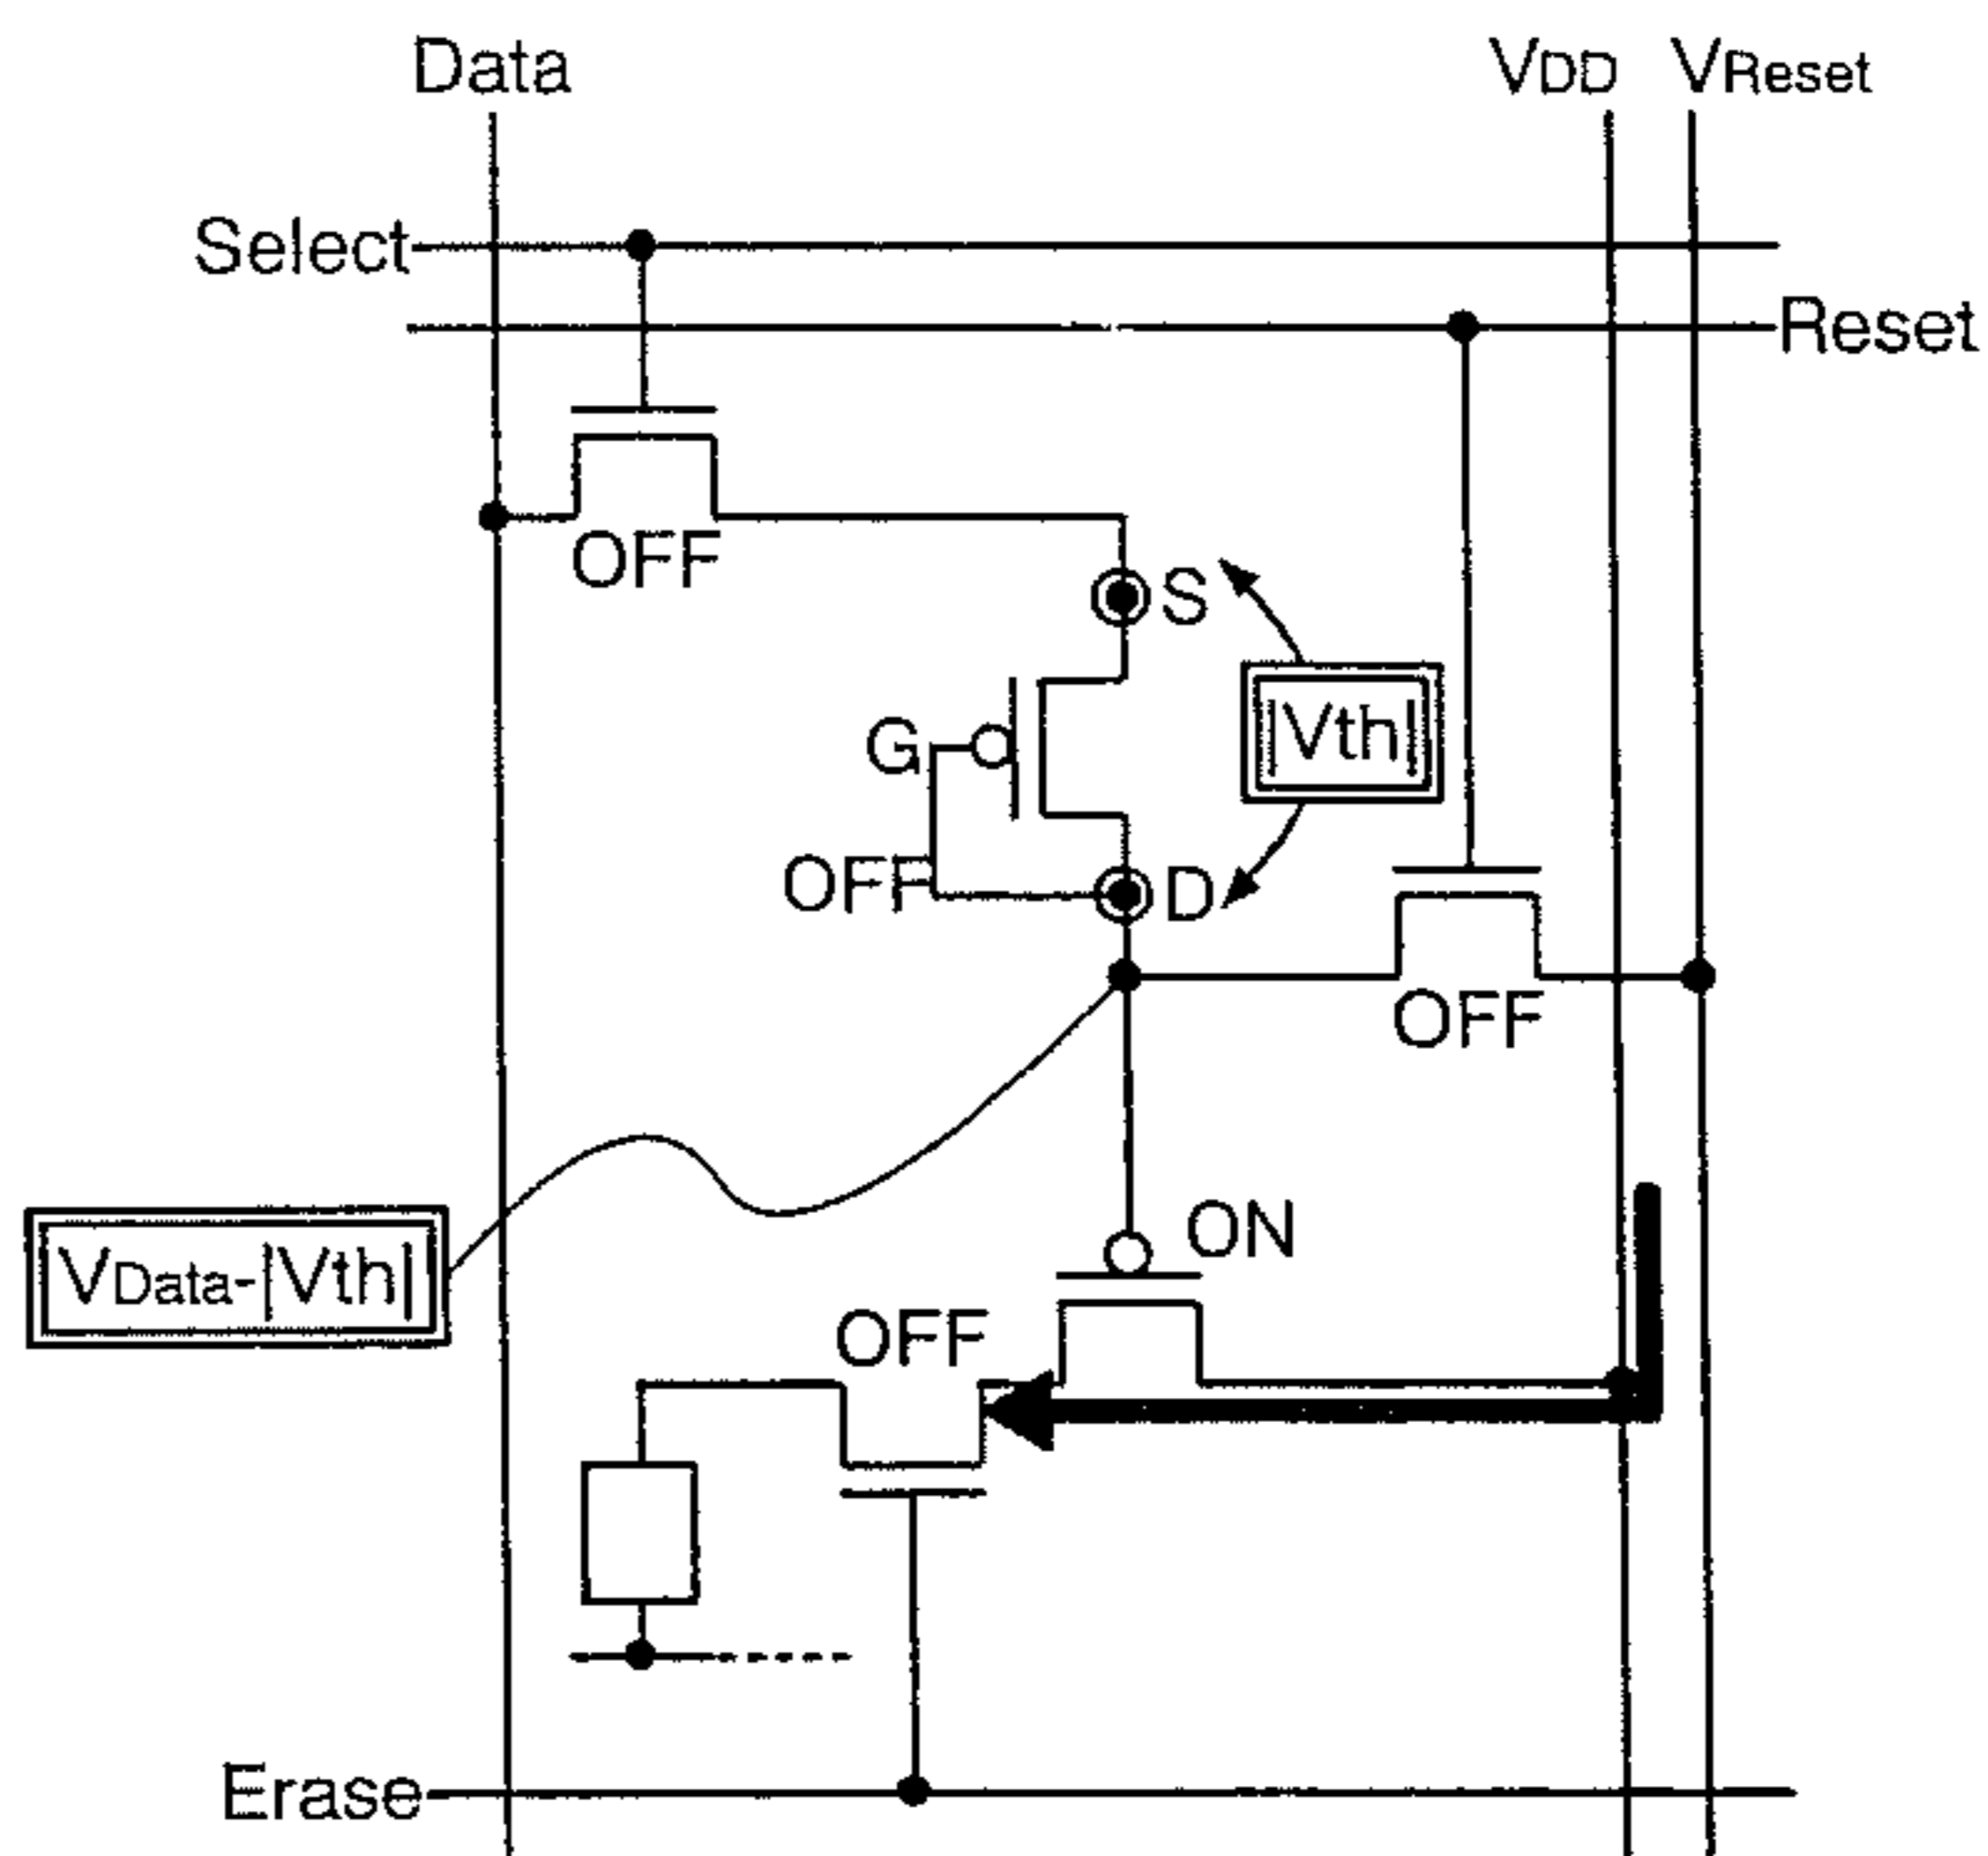 Data
VDD
VReset
Select
Reset
OFF
S
|Vth|
G
OFF
D
OFF
ON
VData-|Vth|
OFF
Erase